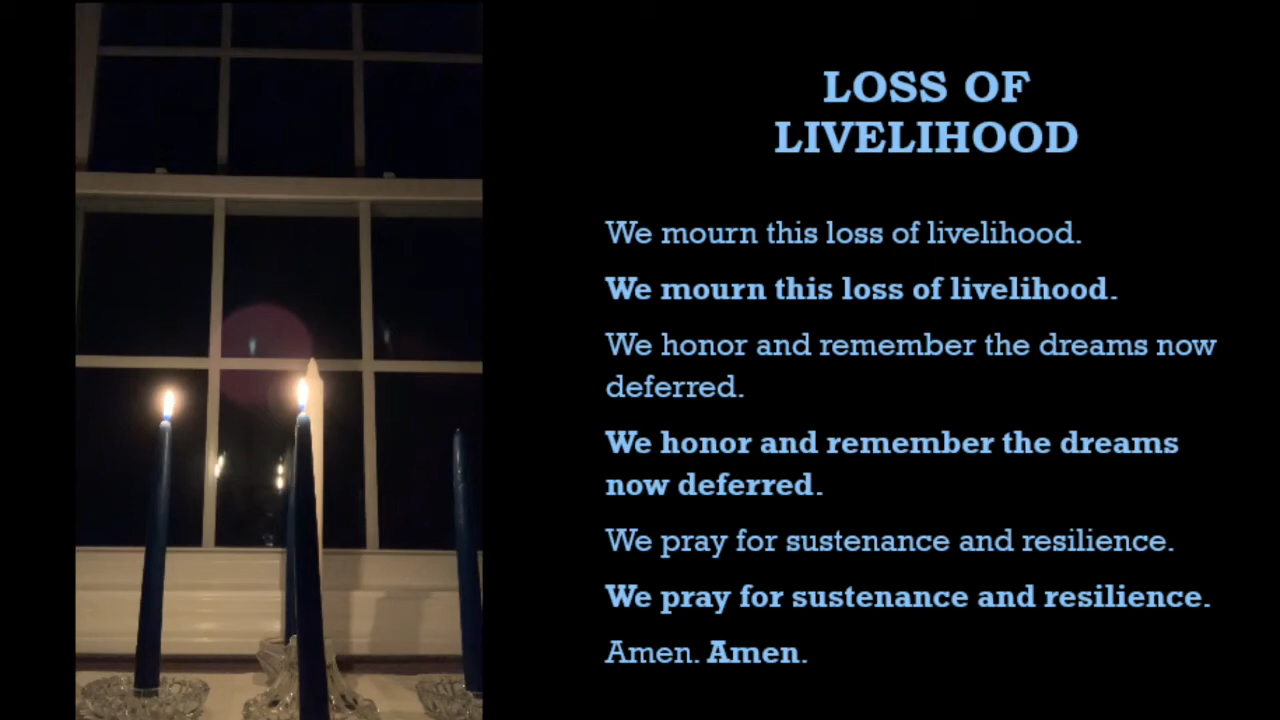 LOSS OF
LIVELIHOOD
We mourn this loss of livelihood.
We mourn this loss of livelihood.
We honor and remember the dreams now
deferred.
We honor and remember the dreams
now deferred.
We pray for sustenance and resilience.
We pray for sustenance and resilience.
Amen. Amen.